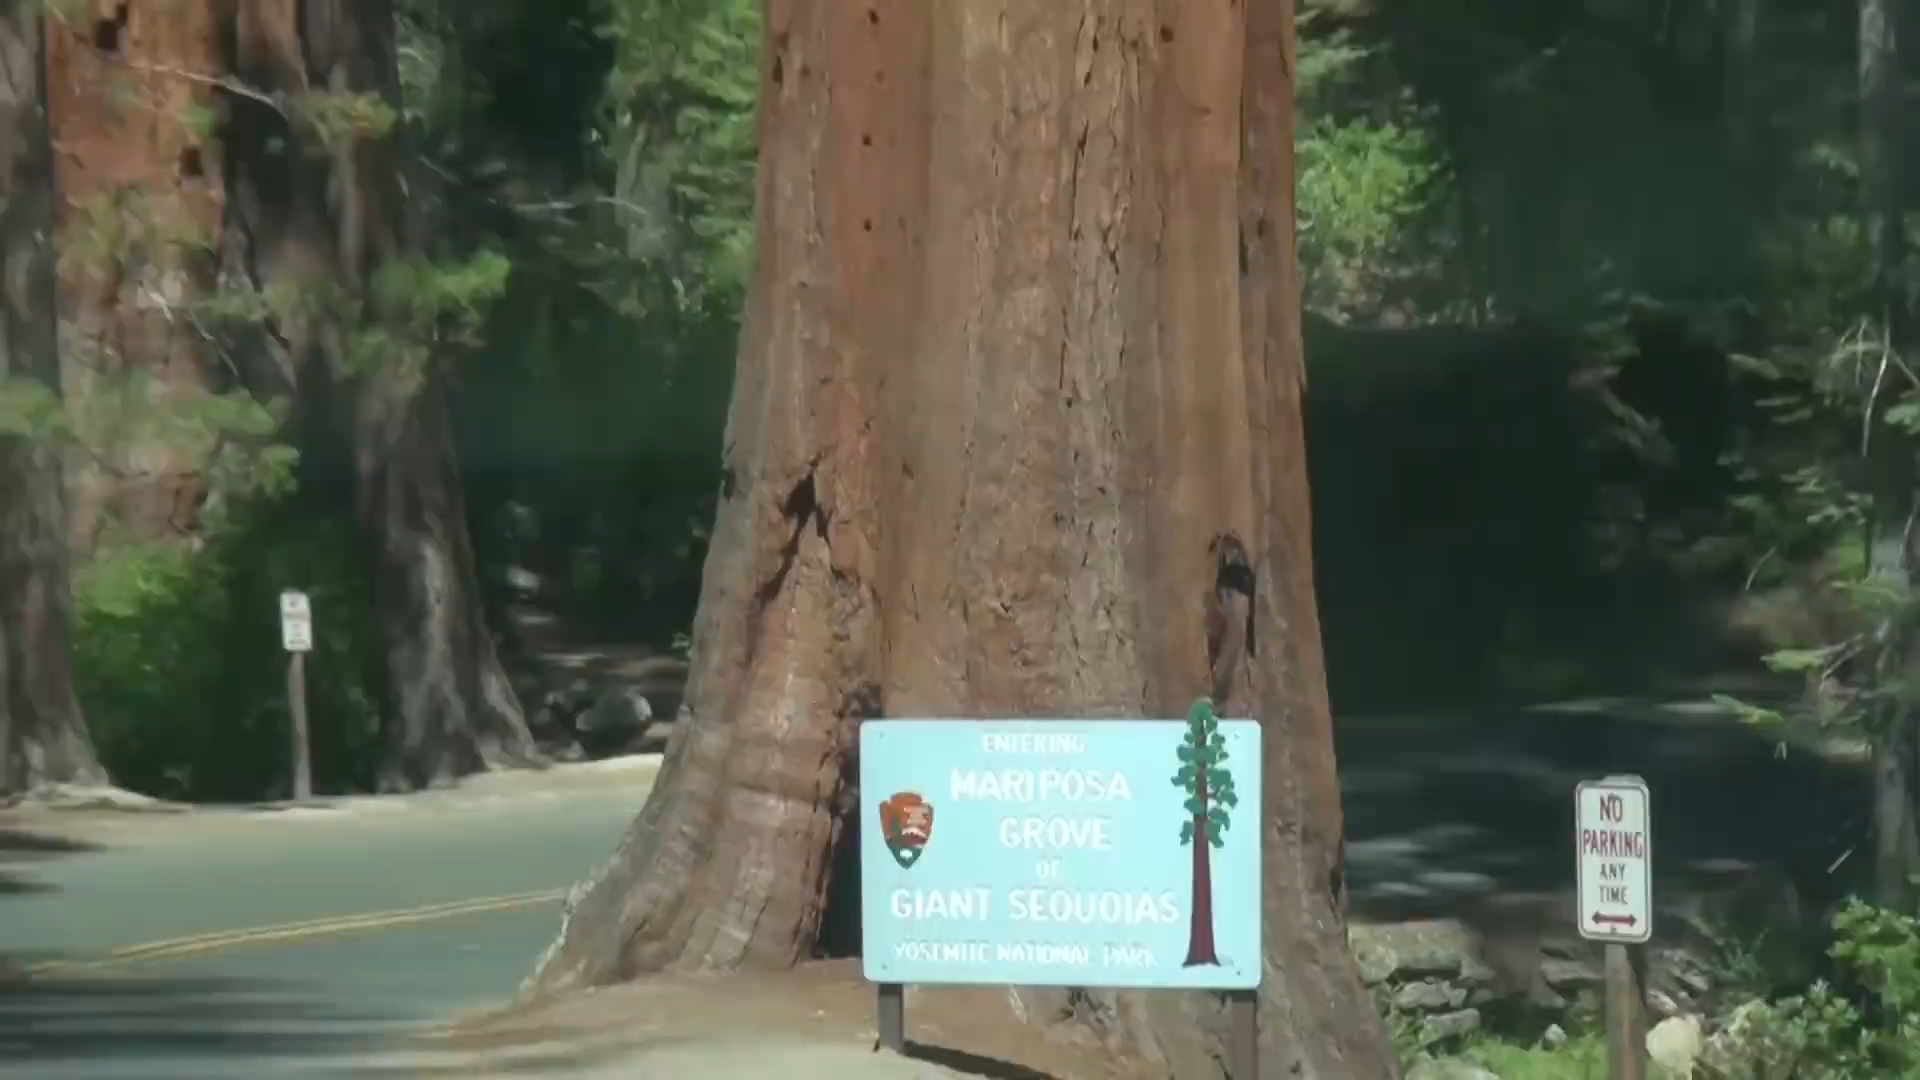 ENTERING
MARIPOSA
GROVE
OF
GIANT SEQUOIAS
YOSEMITE NATIONAL PARK
NO
PARKING
ANY
TIME